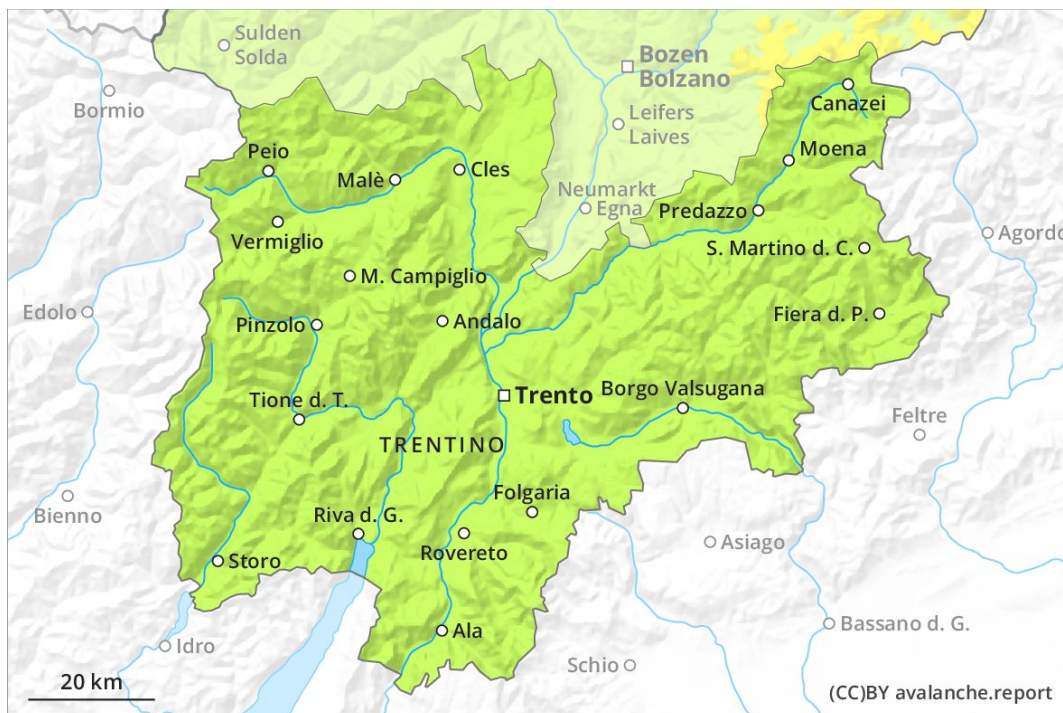 Sulden
Solda
Bozen
Bolzano
Bormio
Canazei
Leifers
Laives
Peio
Malè
Cles
Moena
Neumarkt
Egna
Predazzo
Vermiglio
S. Martino d. C.
Agordo
M. Campiglio
Edolo
Pinzolo
Andalo
Fiera d. P.
Trento
Borgo Valsugana
Tione d. T.
Feltre
TRENTINO
Bienno
Folgaria
Riva d. G.
Rovereto
Asiago
Storo
Ala
Bassano d. G.
Idro
Schio
20 km
(CC)BY avalanche.report